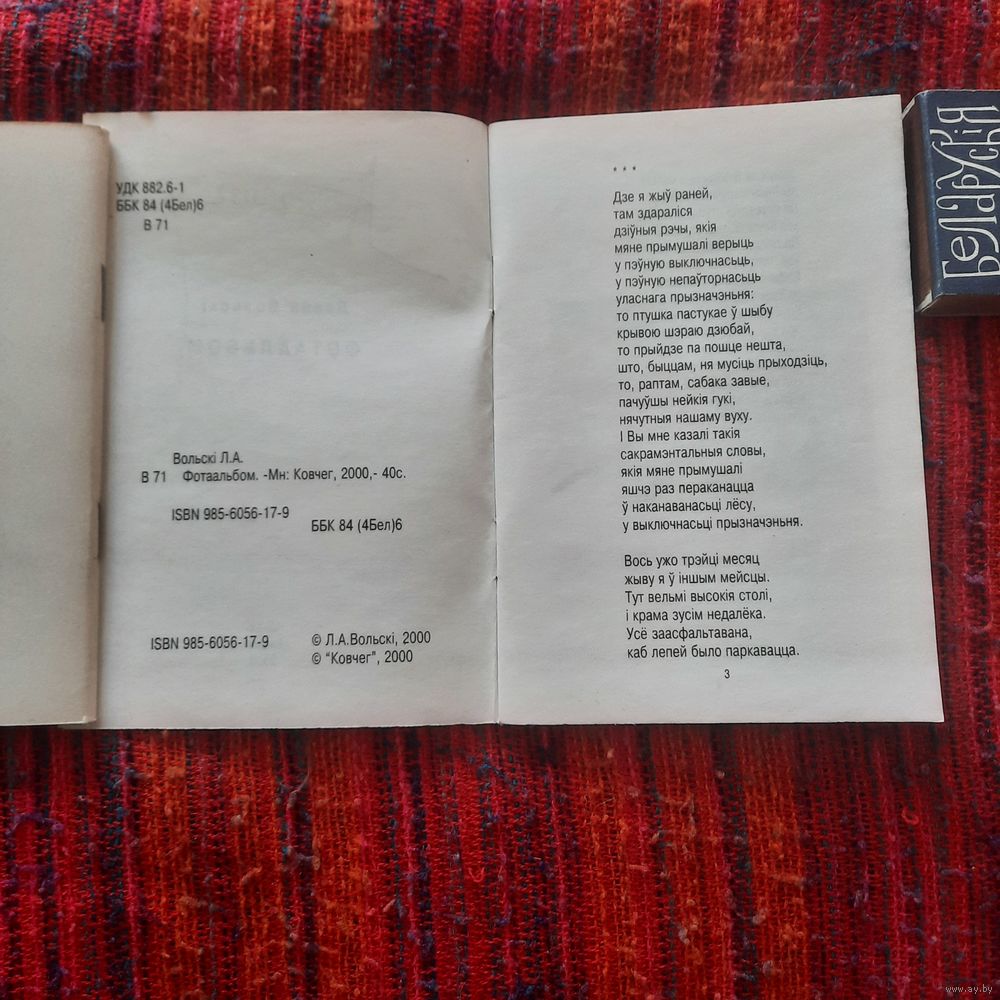 УДК 882.6-1
ББК 84 (4Бел)6
В 71
Вольскі Л.А.
В 71 Фотаальбом. -Мн: Ковчег, 2000,- 40с.
ISBN 985-6056-17-9
ББК 84 (4Бел)6
ISBN 985-6056-17-9
© Л.А.Вольскі, 2000
© "Ковчег", 2000
* * *
Дзе я жыў раней,
там здараліся
дзіўныя рэчы, якія
мяне прымушалі верыць
у пэўную выключнасьць,
у пэўную непаўторнасьць
уласнага прызначэньня:
то птушка пастукае ў шыбу
крывою шэраю дзюбай,
то прыйдзе па пошце нешта,
што, быццам, ня мусіць прыходзіць,
то, раптам, сабака завые,
пачуўшы нейкія гукі,
нячутныя нашаму вуху.
І Вы мне казалі такія
сакрамэнтальныя словы,
якія мяне прымушалі
яшчэ раз пераканацца
ў наканаванасьці лёсу,
у выключнасьці прызначэньня.
Вось ужо трэйці месяц
жыву я ў іншым мейсцы.
Тут вельмі высокія столі,
і крама зусім недалёка.
Усё заасфальтавана,
каб лепей было паркавацца.
3
БелаРускія
www.ay.by